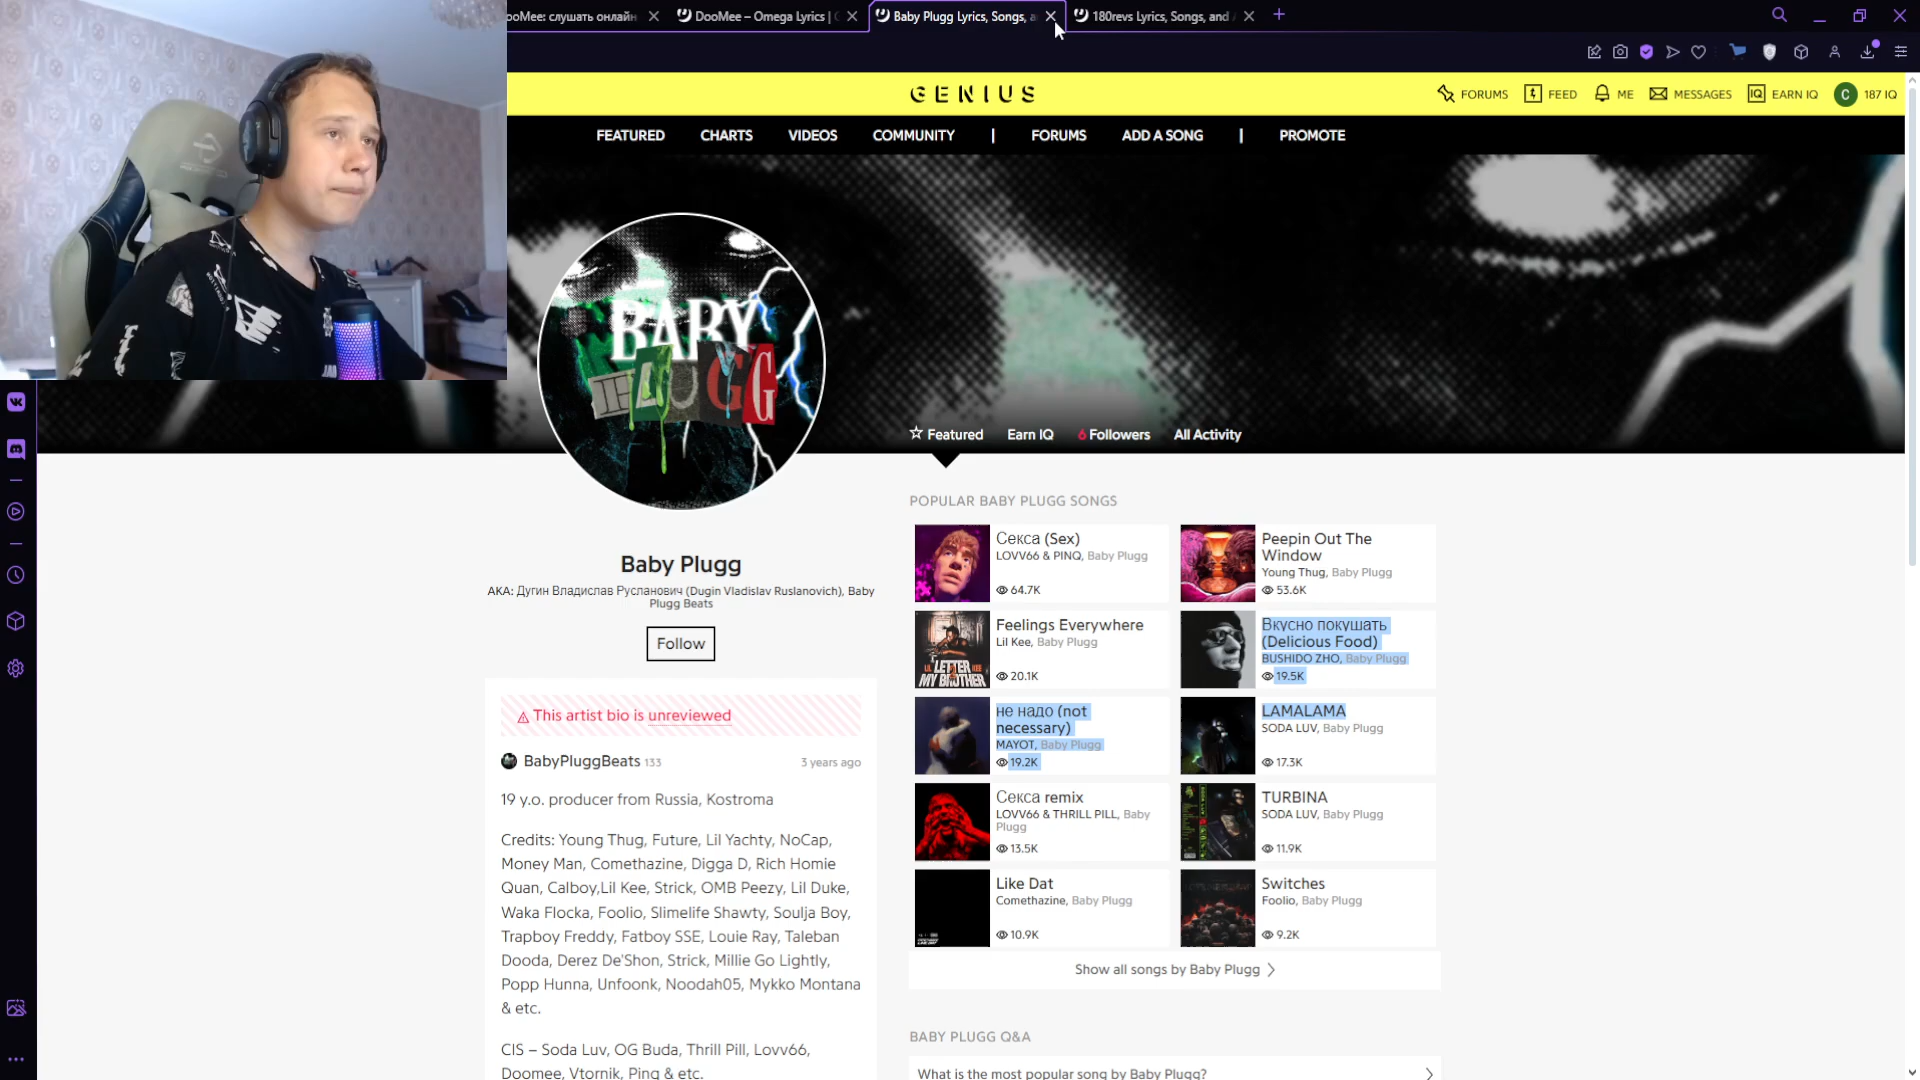 ooMee: слушать онлайн
DooMee – Omega Lyrics |
Baby Plugg Lyrics, Songs,
180revs Lyrics, Songs, and
GENIUS
FORUMS
FEED
ME
MESSAGES
IQ
EARN IQ
C
187 IQ
FEATURED
CHARTS
VIDEOS
COMMUNITY
|
FORUMS
ADD A SONG
|
PROMOTE
BABY
PLUGG
Featured
Earn IQ
6 Followers
All Activity
Baby Plugg
AKA: Дугин Владислав Русланович (Dugin Vladislav Ruslanovich), Baby
Plugg Beats
Follow
This artist bio is unreviewed
BabyPluggBeats 133
3 years ago
19 y.o. producer from Russia, Kostroma
Credits: Young Thug, Future, Lil Yachty, NoCap,
Money Man, Comethazine, Digga D, Rich Homie
Quan, Calboy,Lil Kee, Strick, OMB Peezy, Lil Duke,
Waka Flocka, Foolio, Slimelife Shawty, Soulja Boy,
Trapboy Freddy, Fatboy SSE, Louie Ray, Taleban
Dooda, Derez De'Shon, Strick, Millie Go Lightly,
Popp Hunna, Unfoonk, Noodah05, Mykko Montana
& etc.
CIS – Soda Luv, OG Buda, Thrill Pill, Lovv66,
Doomee, Vtornik, Pinq & etc.
POPULAR BABY PLUGG SONGS
Секса (Sex)
LOVV66 & PINQ, Baby Plugg
64.7K
Peepin Out The
Window
Young Thug, Baby Plugg
53.6K
LIL LETTER KEE
MY BROTHER
Feelings Everywhere
Lil Kee, Baby Plugg
20.1K
Вкусно покушать
(Delicious Food)
BUSHIDO ZHO, Baby Plugg
19.5K
не надо (not
necessary)
MAYOT, Baby Plugg
19.2K
LAMALAMA
SODA LUV, Baby Plugg
17.3K
Секса remix
LOVV66 & THRILL PILL, Baby
Plugg
13.5K
TURBINA
SODA LUV, Baby Plugg
11.9K
Like Dat
Comethazine, Baby Plugg
10.9K
Switches
Foolio, Baby Plugg
9.2K
Show all songs by Baby Plugg
BABY PLUGG Q&A
What is the most popular song by Baby Plugg?